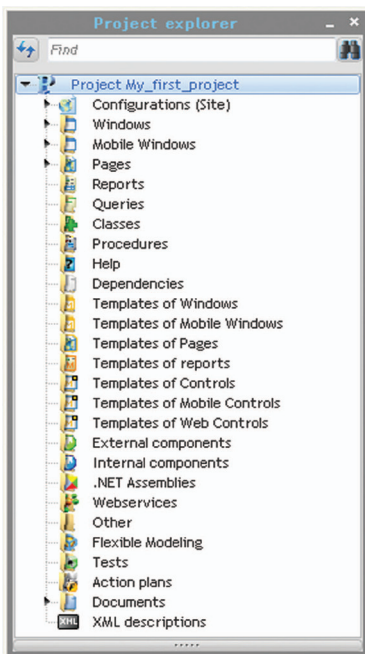 Project explorer
Find
Project My_first_project
Configurations (Site)
Windows
Mobile Windows
Pages
Reports
Queries
Classes
Procedures
Help
Dependencies
Templates of Windows
Templates of Mobile Windows
Templates of Pages
Templates of reports
Templates of Controls
Templates of Mobile Controls
Templates of Web Controls
External components
Internal components
.NET Assemblies
Webservices
Other
Flexible Modeling
Tests
Action plans
Documents
XML XML descriptions